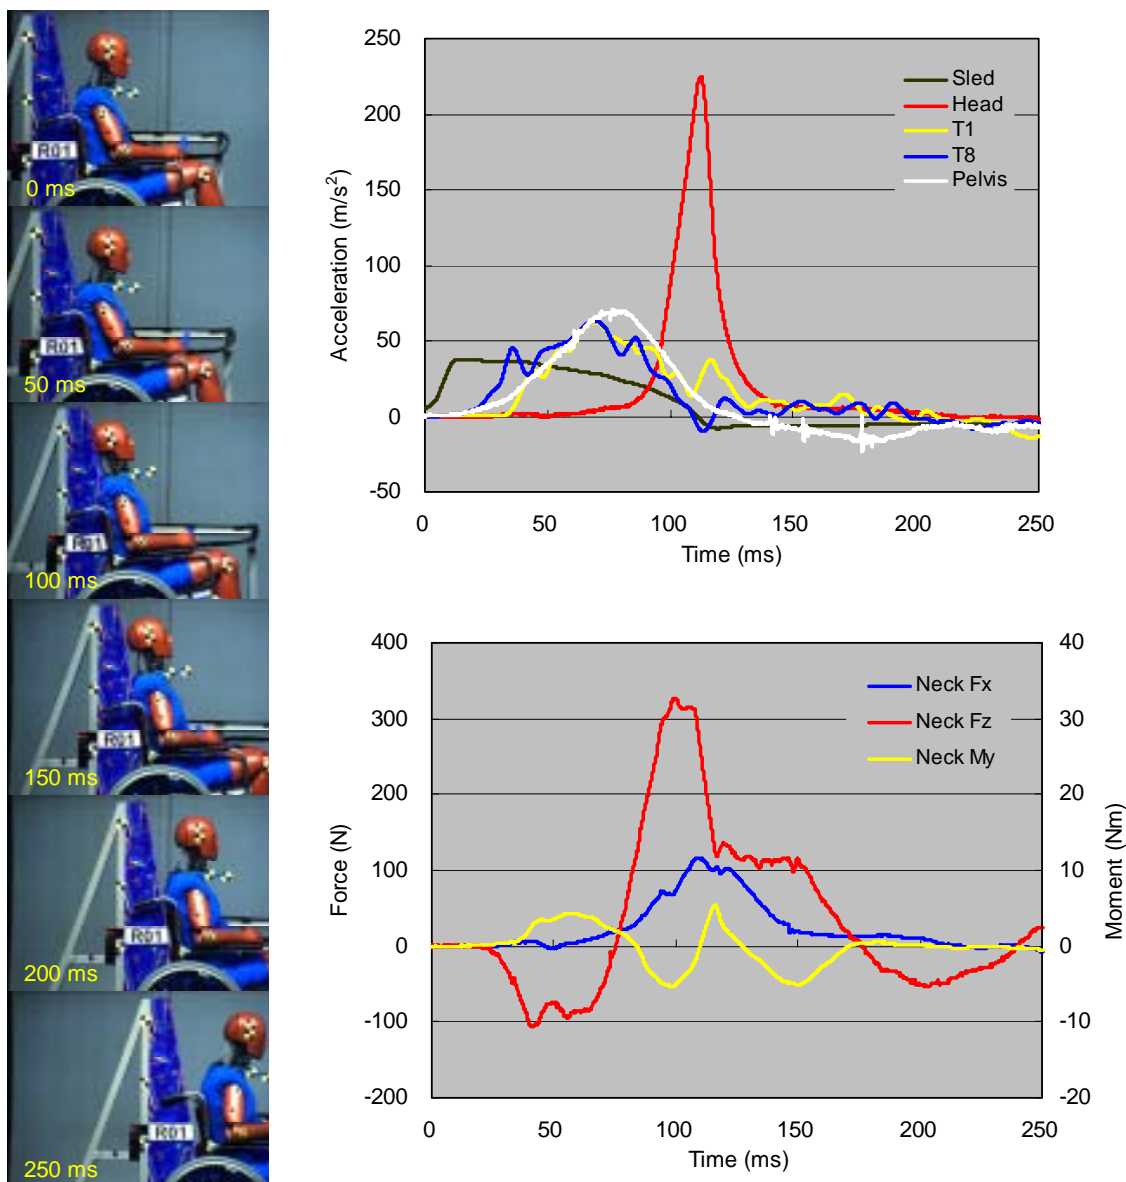 R01
0 ms
R01
50 ms
R01
100 ms
R01
150 ms
R01
200 ms
R01
250 ms
250
200
150
100
50
0
-50
Acceleration (m/s²)
Sled
Head
T1
T8
Pelvis
0 50 100 150 200 250
Time (ms)
400
300
200
100
0
-100
-200
Force (N)
Neck Fx
Neck Fz
Neck My
40
30
20
10
0
-10
-20
Moment (Nm)
0 50 100 150 200 250
Time (ms)